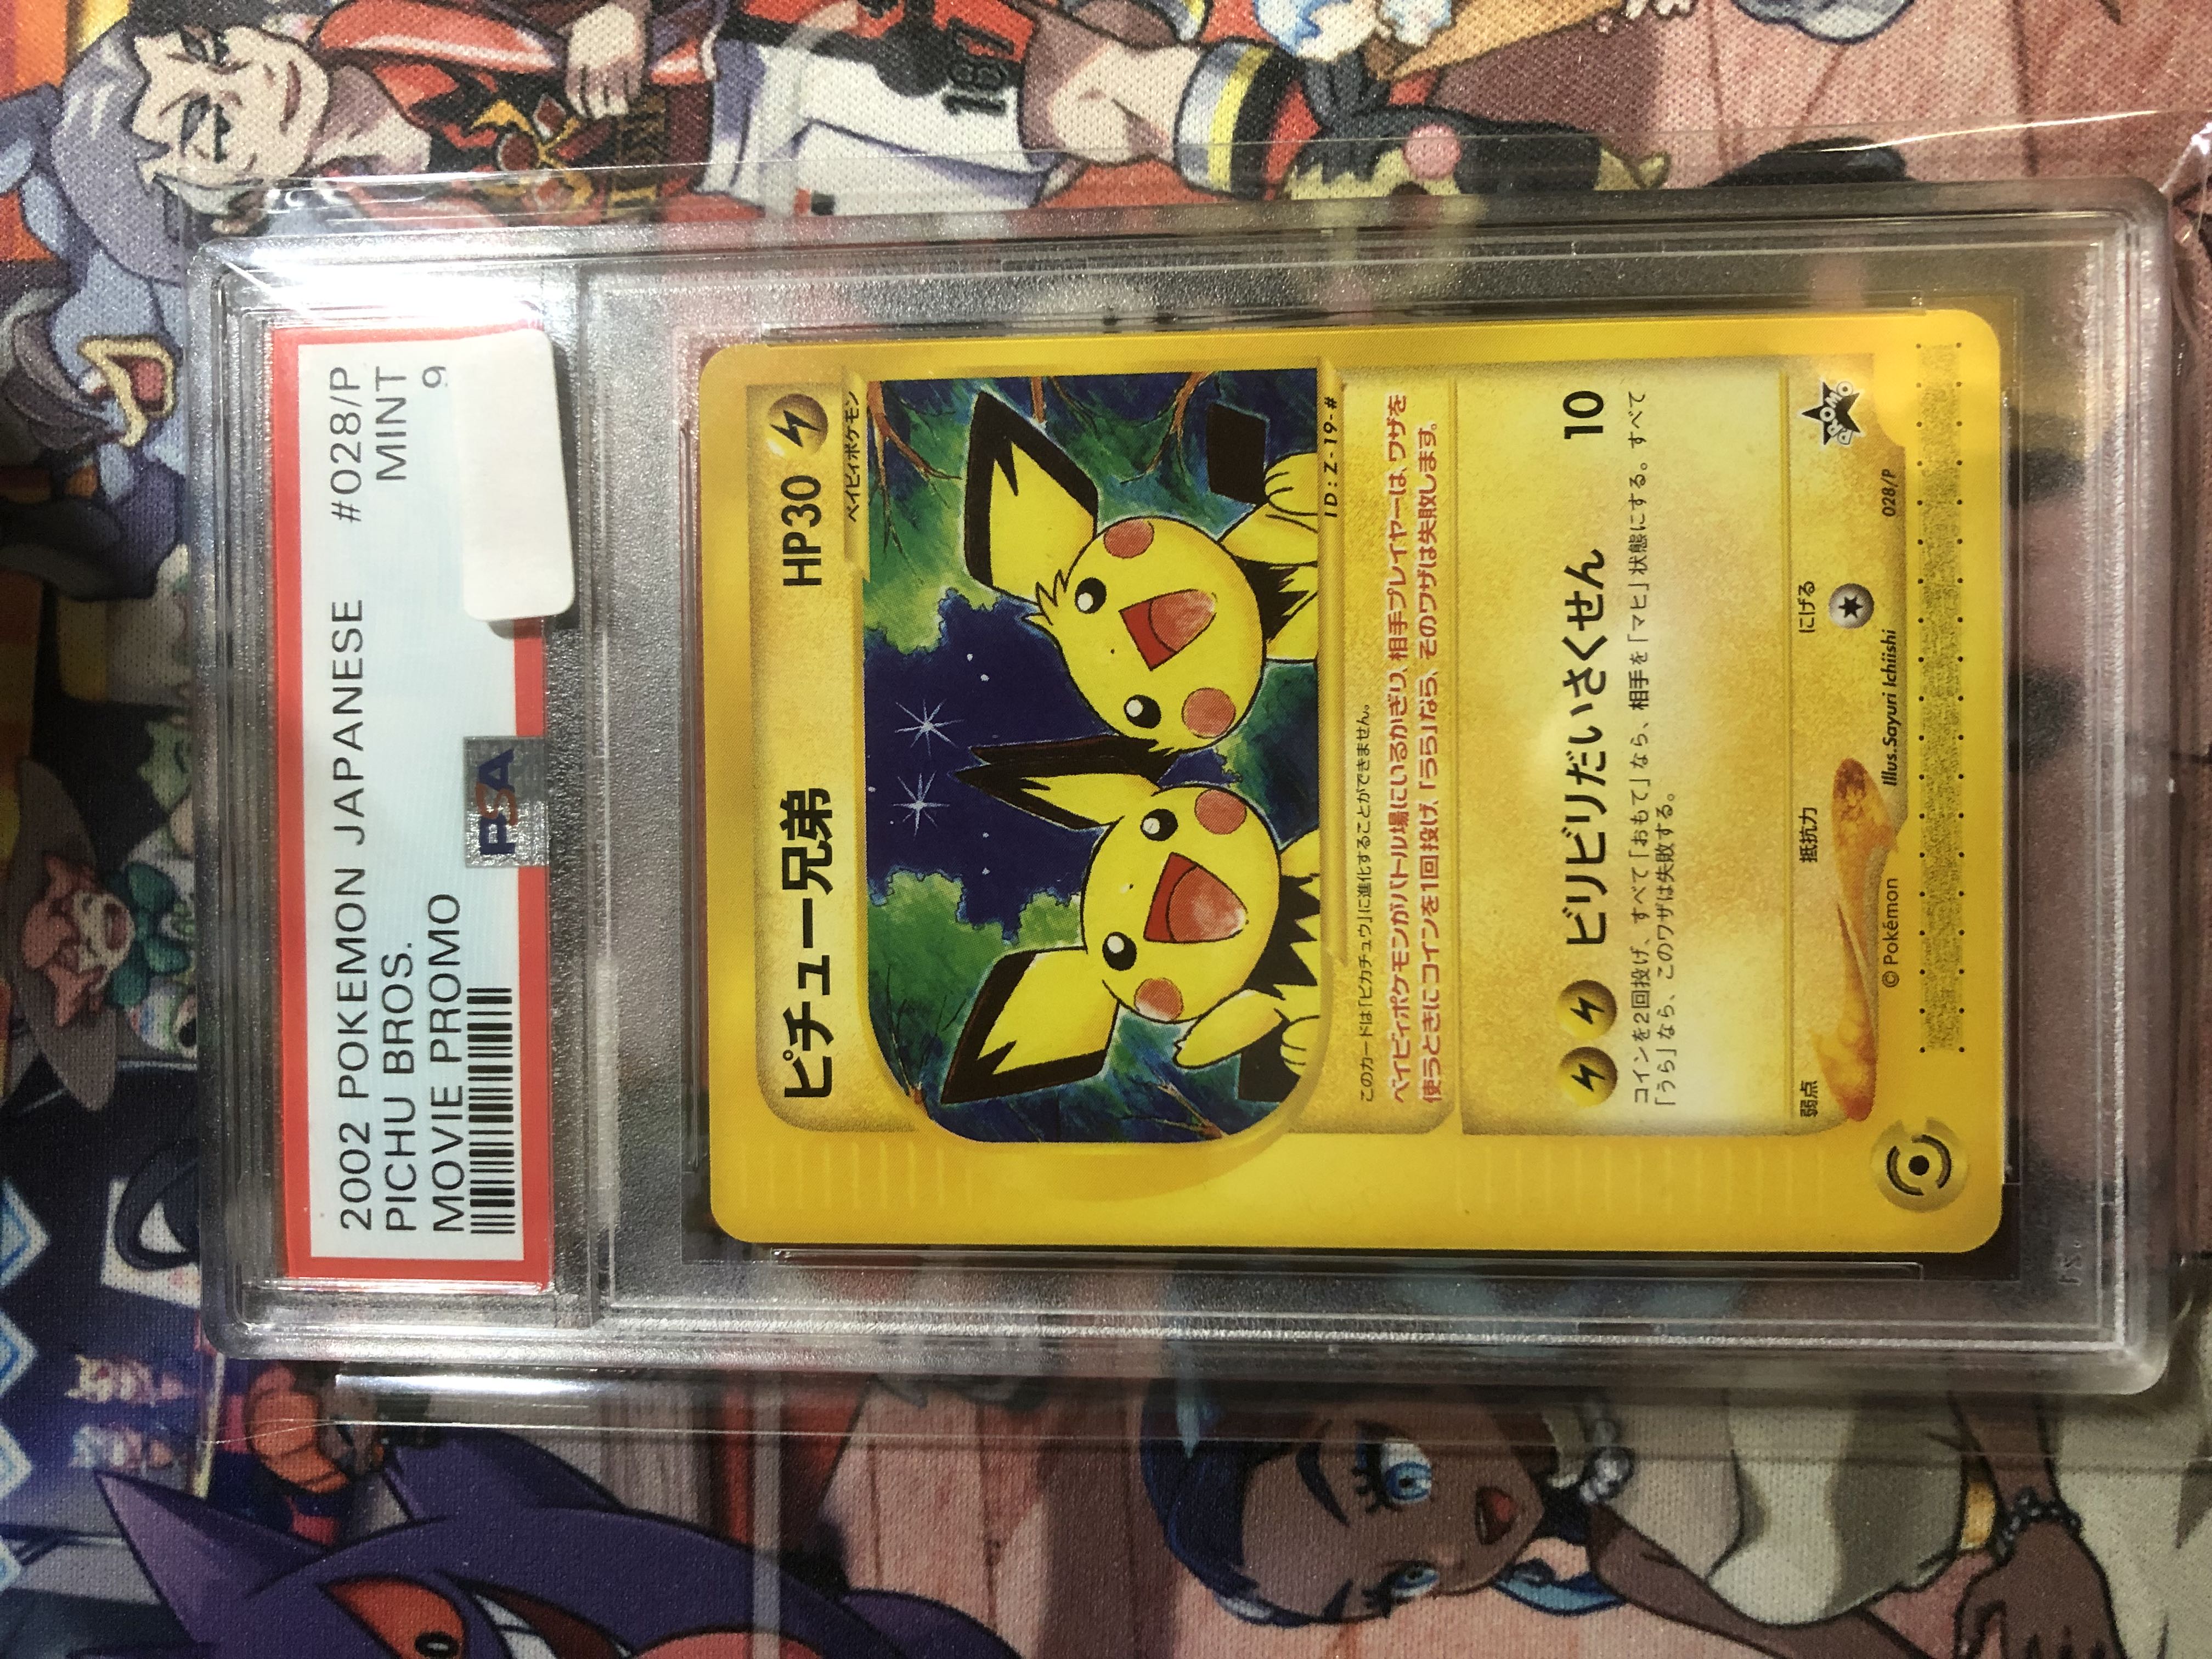 2002 POKEMON JAPANESE #028/P
PICHU BROS. MINT
MOVIE PROMO 9
PSA
ピチュー兄弟 HP30
ベイビィポケモン
ID:Z-19-#
このカードは「ピカチュウ」に進化することができません。
ベイビィポケモンがバトル場にいるかぎり、相手プレイヤーは、ワザを
使うときにコインを1回投げ、「うら」なら、そのワザは失敗します。
ビリビリだいさくせん 10
コインを2回投げ、すべて「おもて」なら、相手を「マヒ」状態にする。すべて
「うら」なら、このワザは失敗する。
弱点 抵抗力 にげる
©Pokémon Illus.Sayuri Ichiishi 028/P
PROMO
161